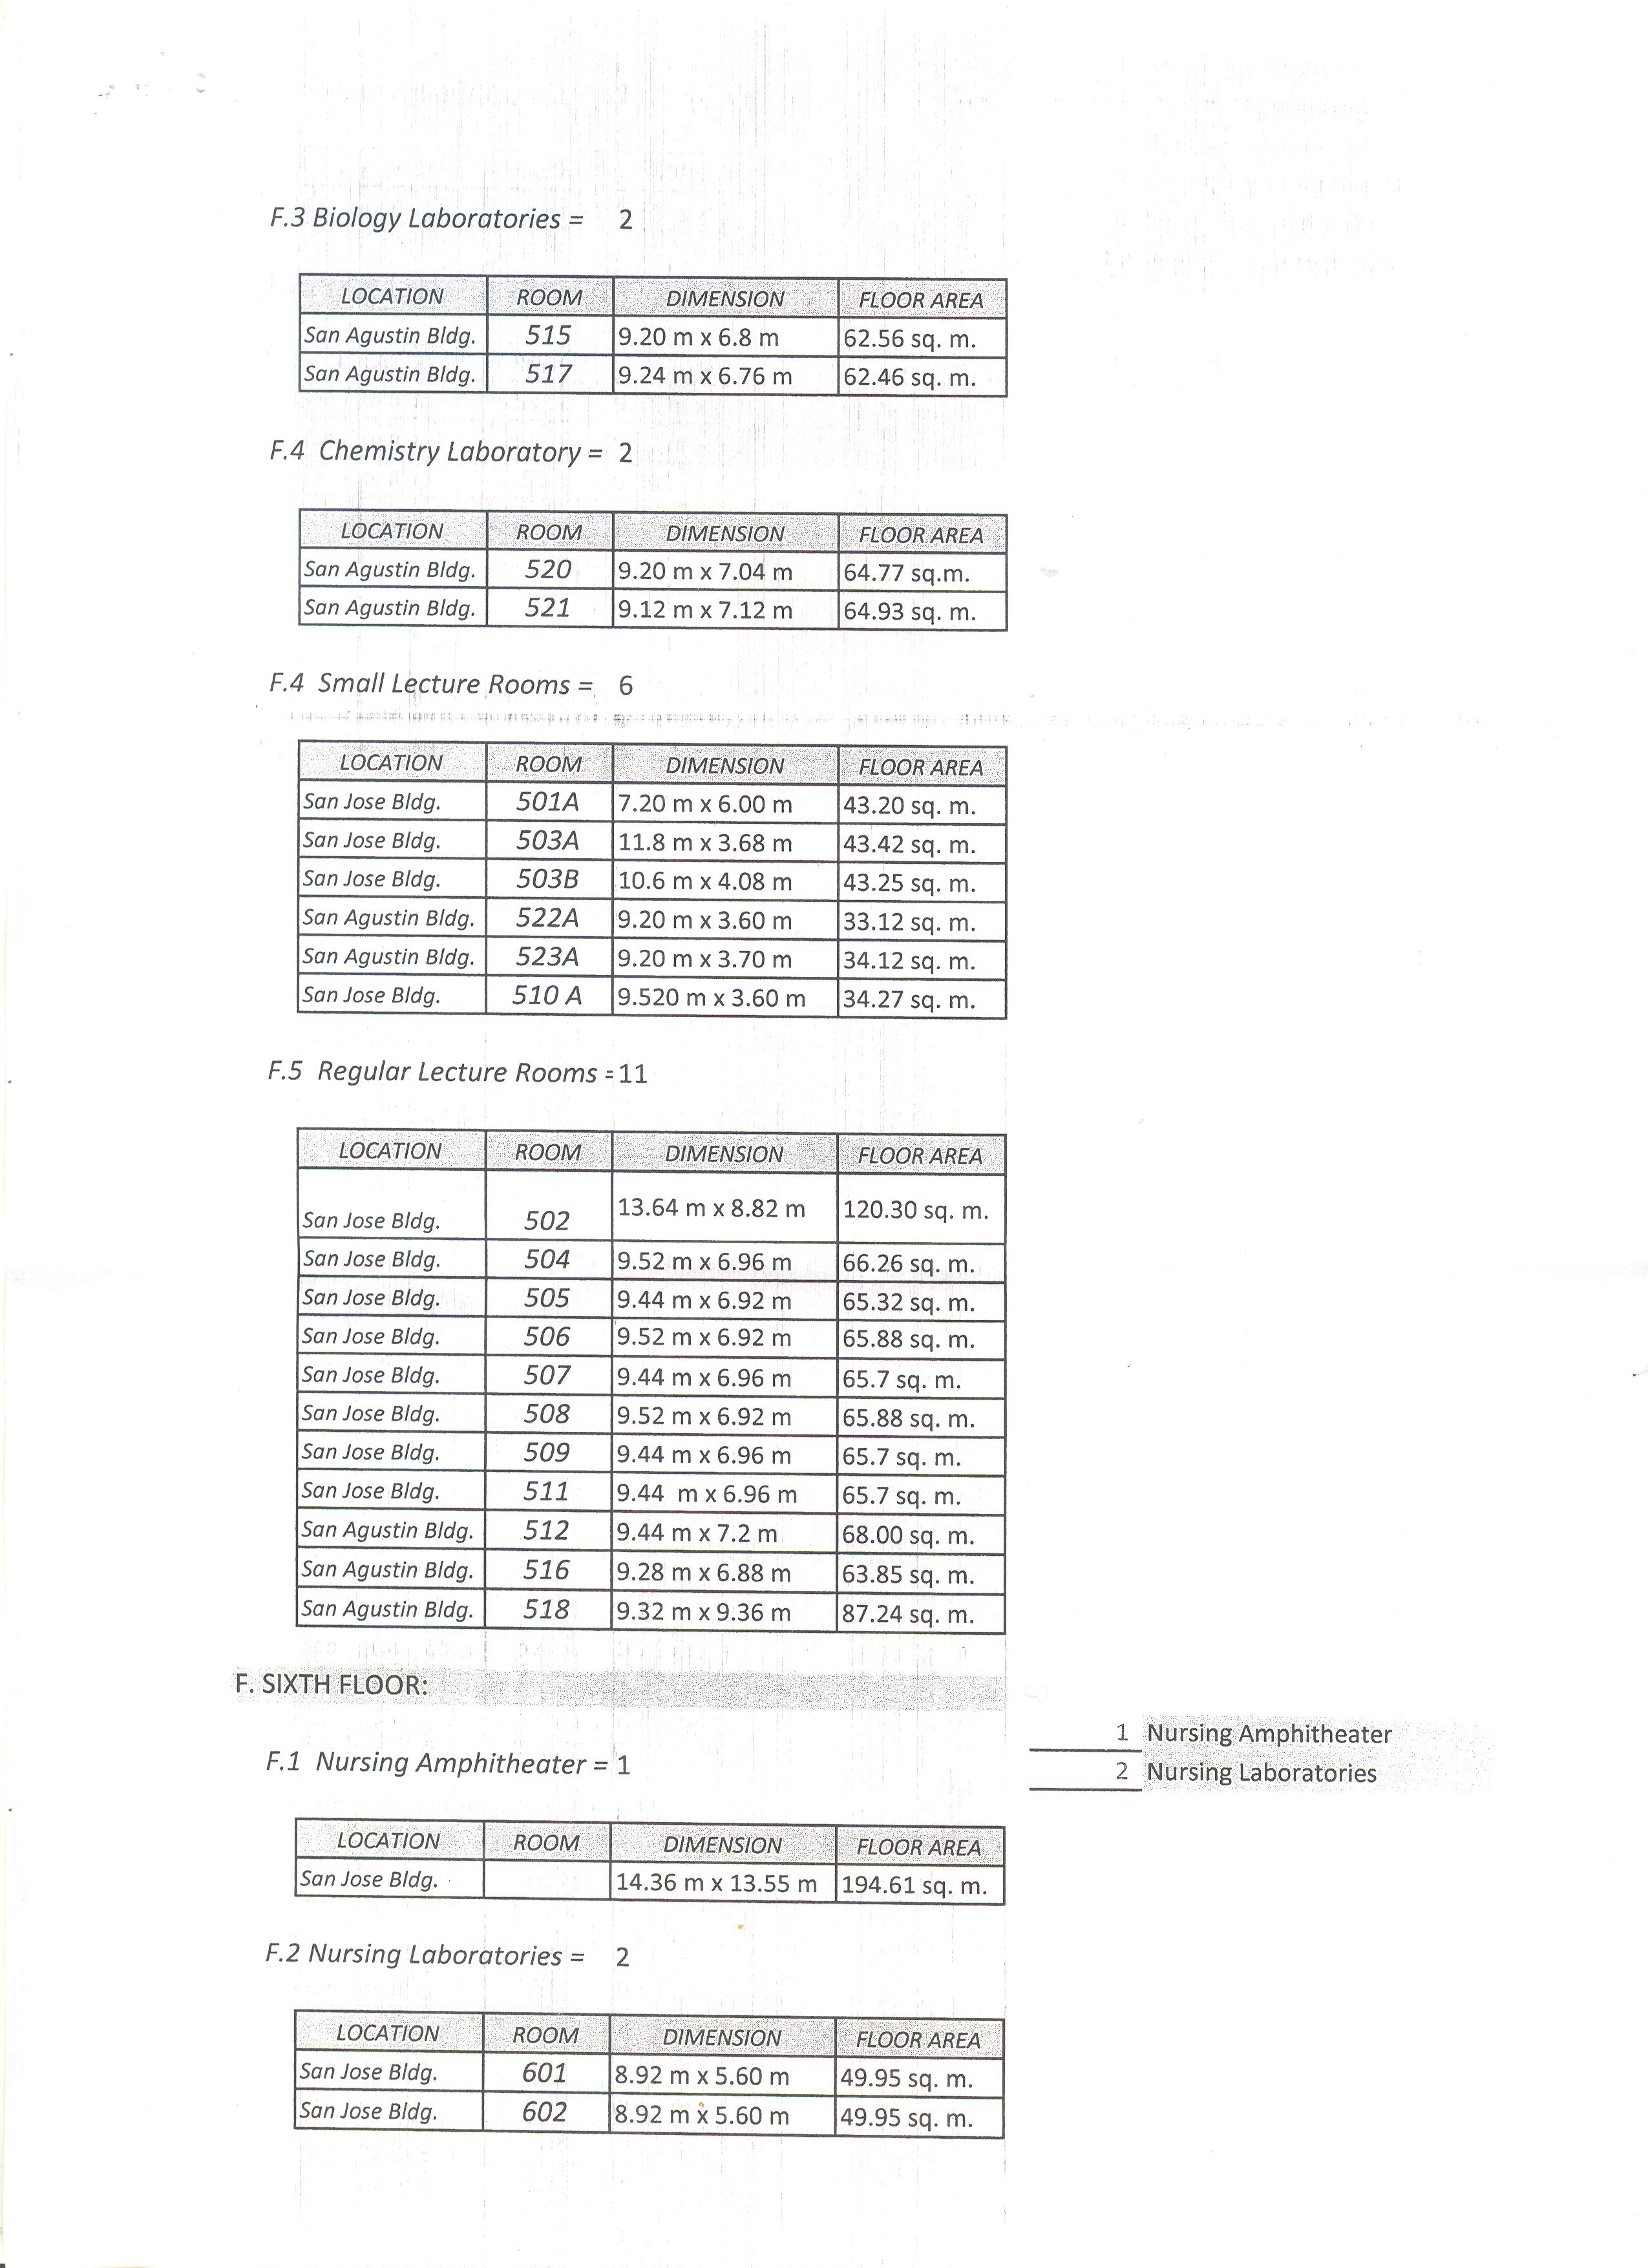 F.3 Biology Laboratories = 2
LOCATION ROOM DIMENSION FLOOR AREA
San Agustin Bldg. 515 9.20 m x 6.8 m 62.56 sq. m.
San Agustin Bldg. 517 9.24 m x 6.76 m 62.46 sq. m.
F.4 Chemistry Laboratory = 2
LOCATION ROOM DIMENSION FLOOR AREA
San Agustin Bldg. 520 9.20 m x 7.04 m 64.77 sq.m.
San Agustin Bldg. 521 9.12 m x 7.12 m 64.93 sq. m.
F.4 Small Lecture Rooms = 6
LOCATION ROOM DIMENSION FLOOR AREA
San Jose Bldg. 501A 7.20 m x 6.00 m 43.20 sq. m.
San Jose Bldg. 503A 11.8 m x 3.68 m 43.42 sq. m.
San Jose Bldg. 503B 10.6 m x 4.08 m 43.25 sq. m.
San Agustin Bldg. 522A 9.20 m x 3.60 m 33.12 sq. m.
San Agustin Bldg. 523A 9.20 m x 3.70 m 34.12 sq. m.
San Jose Bldg. 510 A 9.520 m x 3.60 m 34.27 sq. m.
F.5 Regular Lecture Rooms = 11
LOCATION ROOM DIMENSION FLOOR AREA
San Jose Bldg. 502 13.64 m x 8.82 m 120.30 sq. m.
San Jose Bldg. 504 9.52 m x 6.96 m 66.26 sq. m.
San Jose Bldg. 505 9.44 m x 6.92 m 65.32 sq. m.
San Jose Bldg. 506 9.52 m x 6.92 m 65.88 sq. m.
San Jose Bldg. 507 9.44 m x 6.96 m 65.7 sq. m.
San Jose Bldg. 508 9.52 m x 6.92 m 65.88 sq. m.
San Jose Bldg. 509 9.44 m x 6.96 m 65.7 sq. m.
San Jose Bldg. 511 9.44 m x 6.96 m 65.7 sq. m.
San Agustin Bldg. 512 9.44 m x 7.2 m 68.00 sq. m.
San Agustin Bldg. 516 9.28 m x 6.88 m 63.85 sq. m.
San Agustin Bldg. 518 9.32 m x 9.36 m 87.24 sq. m.
F. SIXTH FLOOR:
1 Nursing Amphitheater
2 Nursing Laboratories
F.1 Nursing Amphitheater = 1
LOCATION ROOM DIMENSION FLOOR AREA
San Jose Bldg. 14.36 m x 13.55 m 194.61 sq. m.
F.2 Nursing Laboratories = 2
LOCATION ROOM DIMENSION FLOOR AREA
San Jose Bldg. 601 8.92 m x 5.60 m 49.95 sq. m.
San Jose Bldg. 602 8.92 m x 5.60 m 49.95 sq. m.